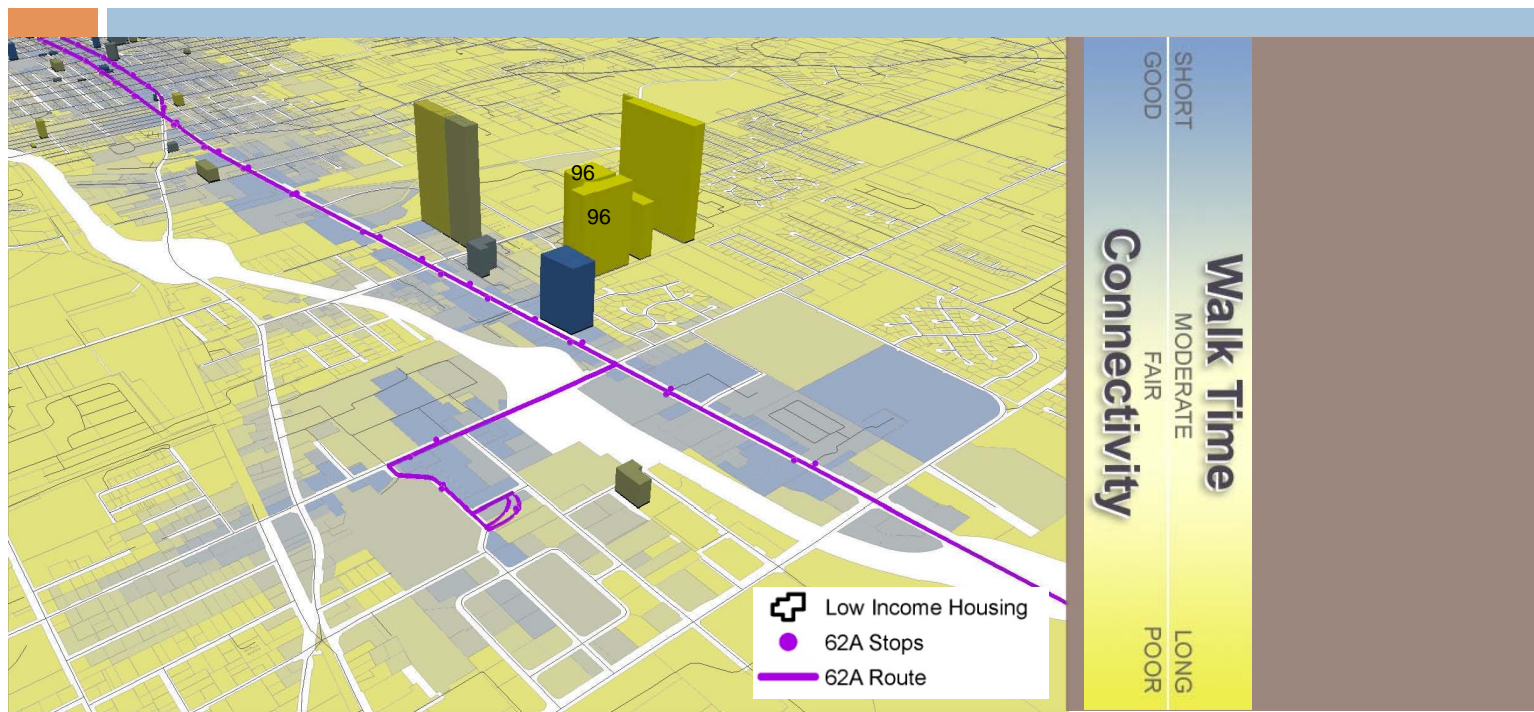 96
96
Low Income Housing
62A Stops
62A Route
Walk Time
SHORT
MODERATE
LONG
GOOD
FAIR
POOR
Connectivity